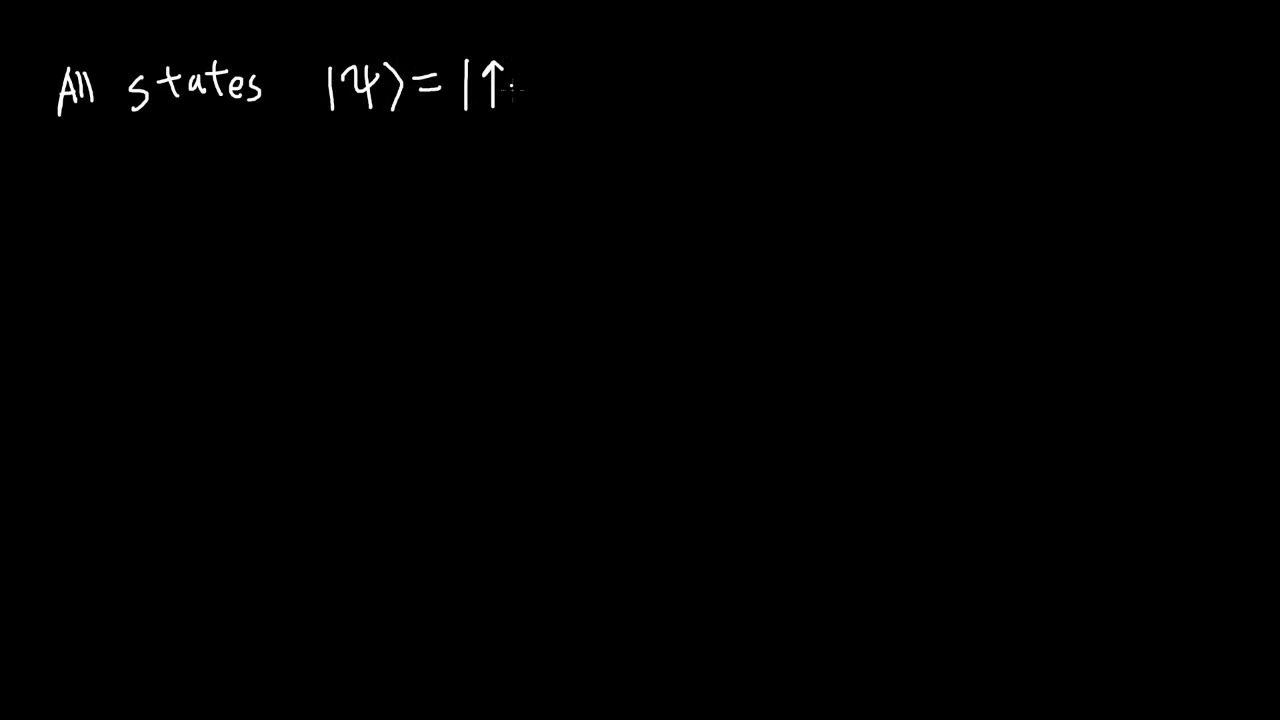 All states |ψ⟩ = |↑